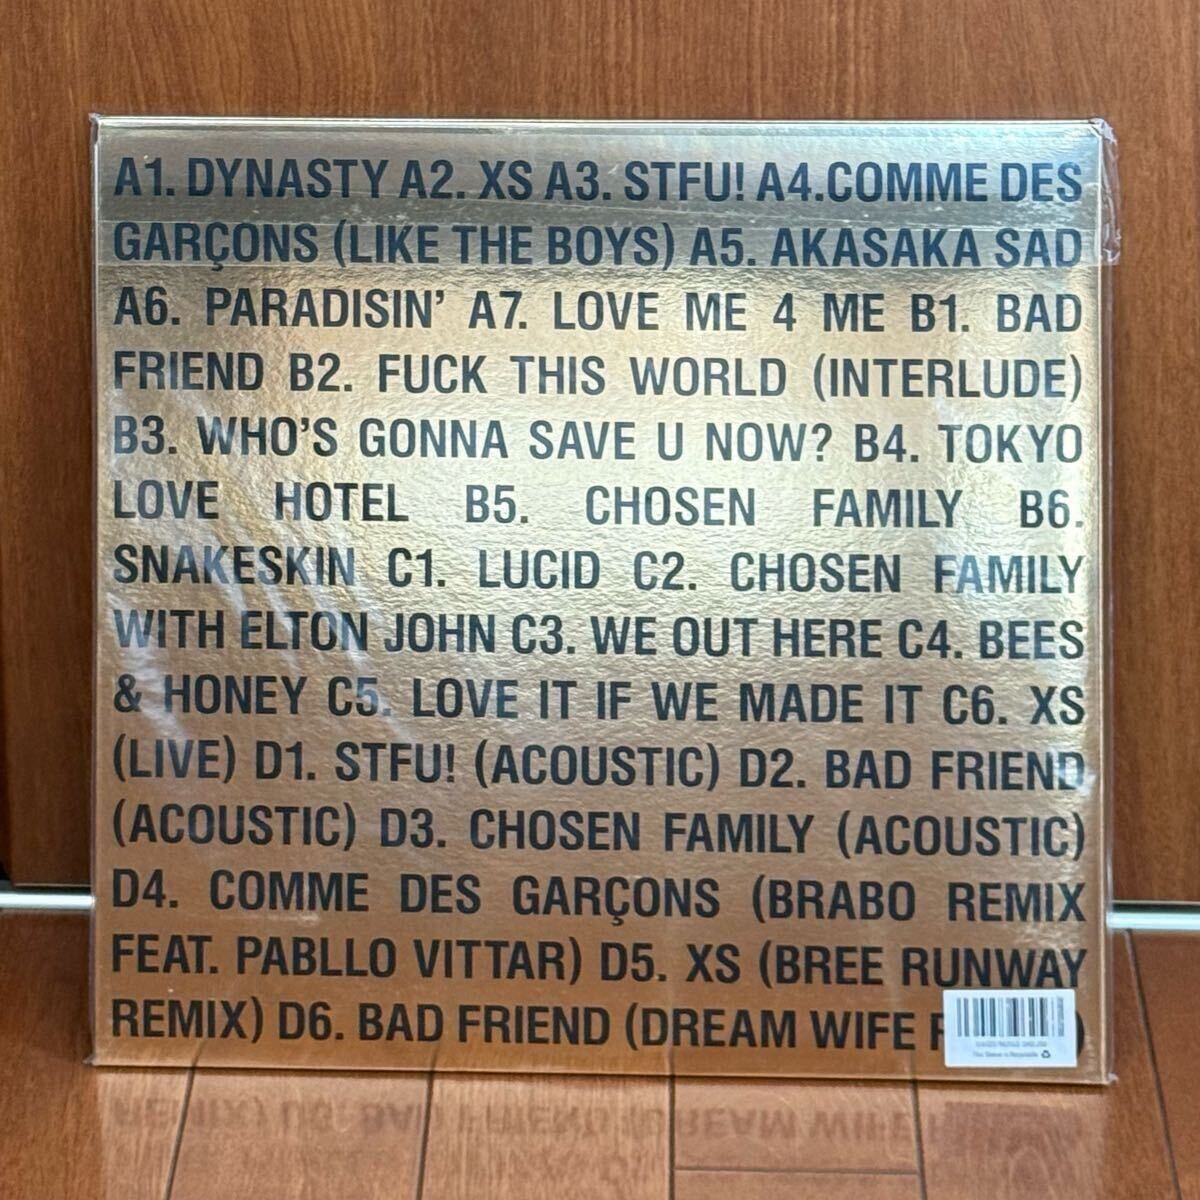 A1. DYNASTY A2. XS A3. STFU! A4.COMME DES
GARÇONS (LIKE THE BOYS) A5. AKASAKA SAD
A6. PARADISIN' A7. LOVE ME 4 ME B1. BAD
FRIEND B2. FUCK THIS WORLD (INTERLUDE)
B3. WHO'S GONNA SAVE U NOW? B4. TOKYO
LOVE HOTEL B5. CHOSEN FAMILY B6.
SNAKESKIN C1. LUCID C2. CHOSEN FAMILY
WITH ELTON JOHN C3. WE OUT HERE C4. BEES
& HONEY C5. LOVE IT IF WE MADE IT C6. XS
(LIVE) D1. STFU! (ACOUSTIC) D2. BAD FRIEND
(ACOUSTIC) D3. CHOSEN FAMILY (ACOUSTIC)
D4. COMME DES GARÇONS (BRABO REMIX
FEAT. PABLLO VITTAR) D5. XS (BREE RUNWAY
REMIX) D6. BAD FRIEND (DREAM WIFE